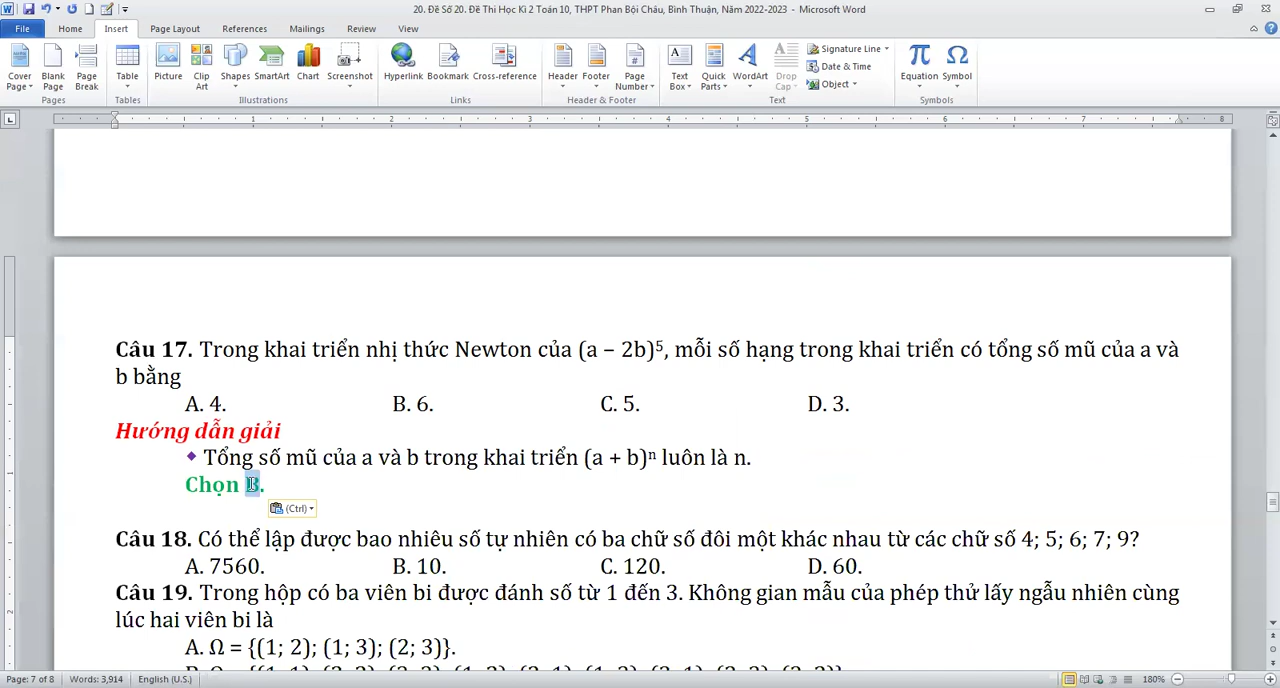 20. Đề Số 20. Đề Thi Học Kì 2 Toán 10, THPT Phan Bội Châu, Bình Thuận, Năm 2022-2023 - Microsoft Word
File Home Insert Page Layout References Mailings Review View
Cover Page Blank Page Page Break Table Picture Clip Art Shapes SmartArt Chart Screenshot Hyperlink Bookmark Cross-reference Header Footer Page Number Text Box Quick Parts WordArt Drop Cap Signature Line Date & Time Object Equation Symbol
Pages Tables Illustrations Links Header & Footer Text Symbols
1 2 3 4 5 6 7 8
Câu 17. Trong khai triển nhị thức Newton của (a − 2b)⁵, mỗi số hạng trong khai triển có tổng số mũ của a và
b bằng
A. 4. B. 6. C. 5. D. 3.
Hướng dẫn giải
❖ Tổng số mũ của a và b trong khai triển (a + b)ⁿ luôn là n.
Chọn B.
(Ctrl)
Câu 18. Có thể lập được bao nhiêu số tự nhiên có ba chữ số đôi một khác nhau từ các chữ số 4; 5; 6; 7; 9?
A. 7560. B. 10. C. 120. D. 60.
Câu 19. Trong hộp có ba viên bi được đánh số từ 1 đến 3. Không gian mẫu của phép thử lấy ngẫu nhiên cùng
lúc hai viên bi là
A. Ω = {(1; 2); (1; 3); (2; 3)}.
Page: 7 of 8 Words: 3,914 English (U.S.) 180%